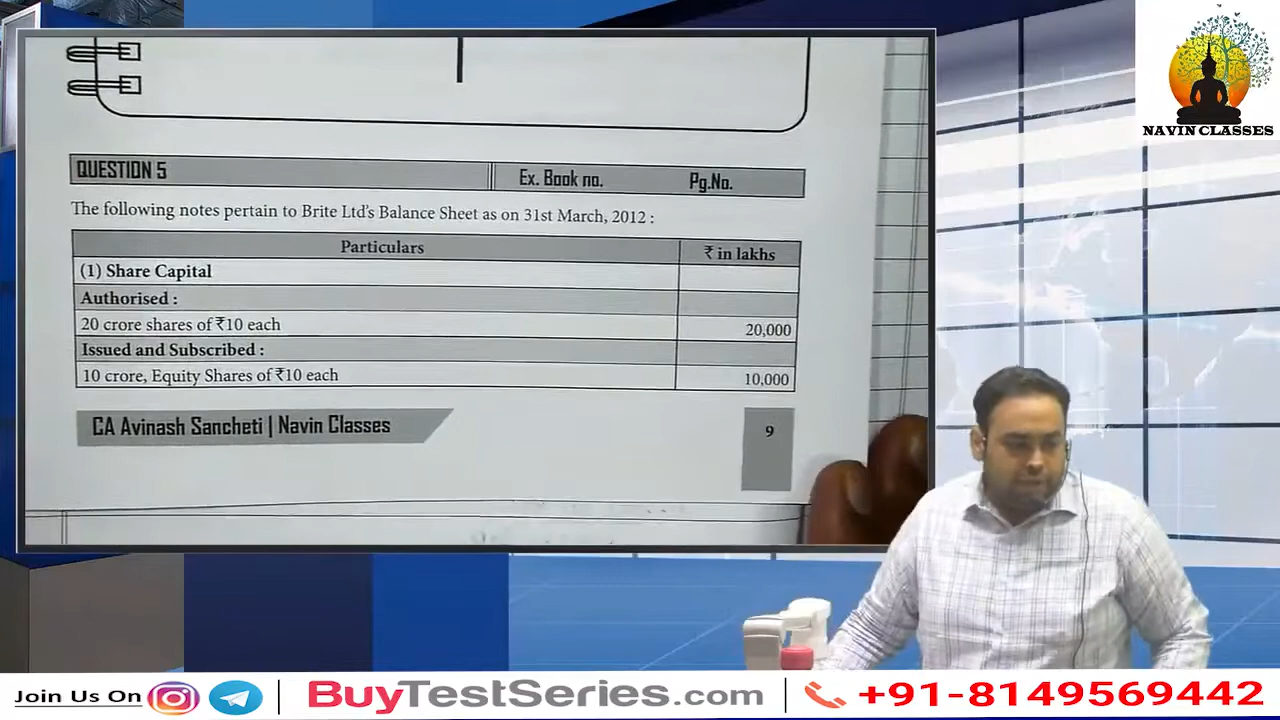 NAVIN CLASSES
QUESTION 5
Ex. Book no. Pg.No.
The following notes pertain to Brite Ltd's Balance Sheet as on 31st March, 2012 :
Particulars ₹ in lakhs
(1) Share Capital
Authorised :
20 crore shares of ₹10 each 20,000
Issued and Subscribed :
10 crore, Equity Shares of ₹10 each 10,000
CA Avinash Sancheti | Navin Classes
9
Join Us On BuyTestSeries.com +91-8149569442